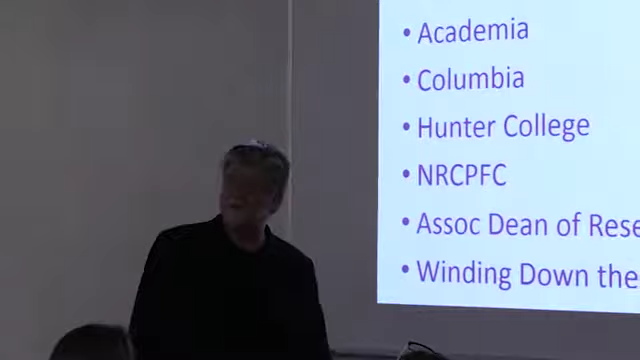 • Academia
• Columbia
• Hunter College
• NRCPFC
• Assoc Dean of Rese
• Winding Down the